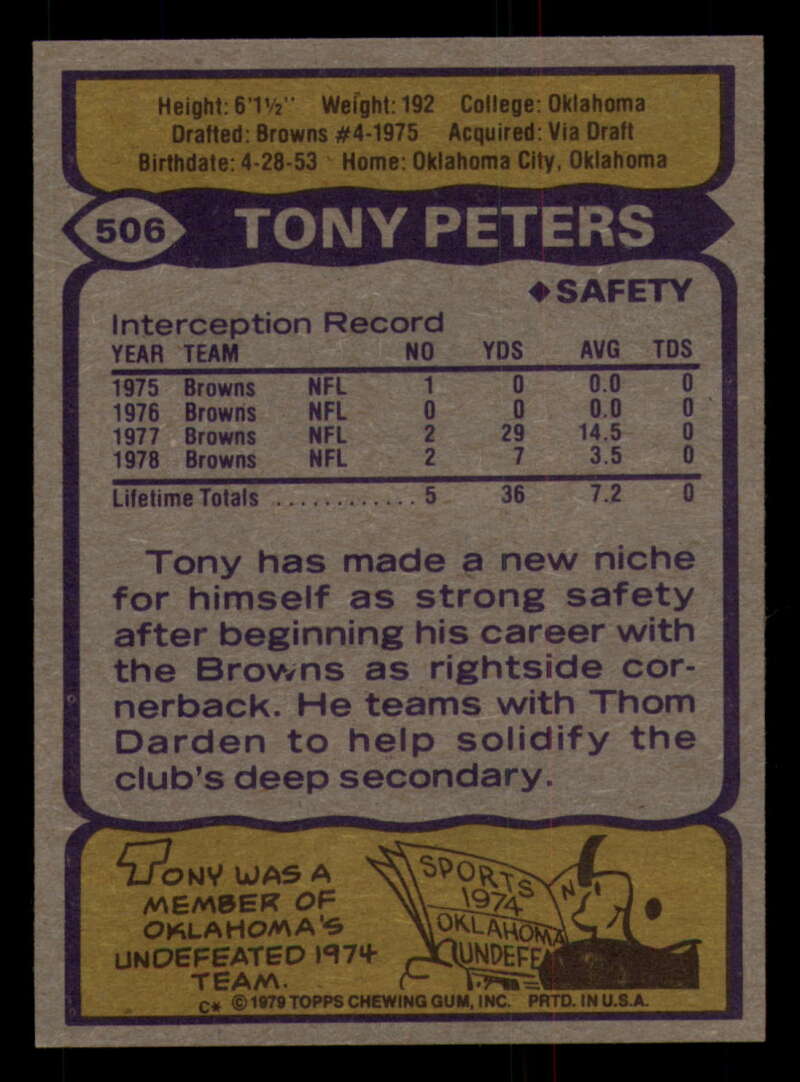 Height: 6'1½" Weight: 192 College: Oklahoma
Drafted: Browns #4-1975 Acquired: Via Draft
Birthdate: 4-28-53 Home: Oklahoma City, Oklahoma
506 TONY PETERS
◆SAFETY
Interception Record
YEAR TEAM NO YDS AVG TDS
1975 Browns NFL 1 0 0.0 0
1976 Browns NFL 0 0 0.0 0
1977 Browns NFL 2 29 14.5 0
1978 Browns NFL 2 7 3.5 0
Lifetime Totals ............. 5 36 7.2 0
Tony has made a new niche
for himself as strong safety
after beginning his career with
the Browns as rightside cor-
nerback. He teams with Thom
Darden to help solidify the
club's deep secondary.
TONY WAS A
MEMBER OF
OKLAHOMA'S
UNDEFEATED 1974
TEAM.
SPORTS
1974
OKLAHOMA
UNDEFE
C* ©1979 TOPPS CHEWING GUM, INC. PRTD. IN U.S.A.